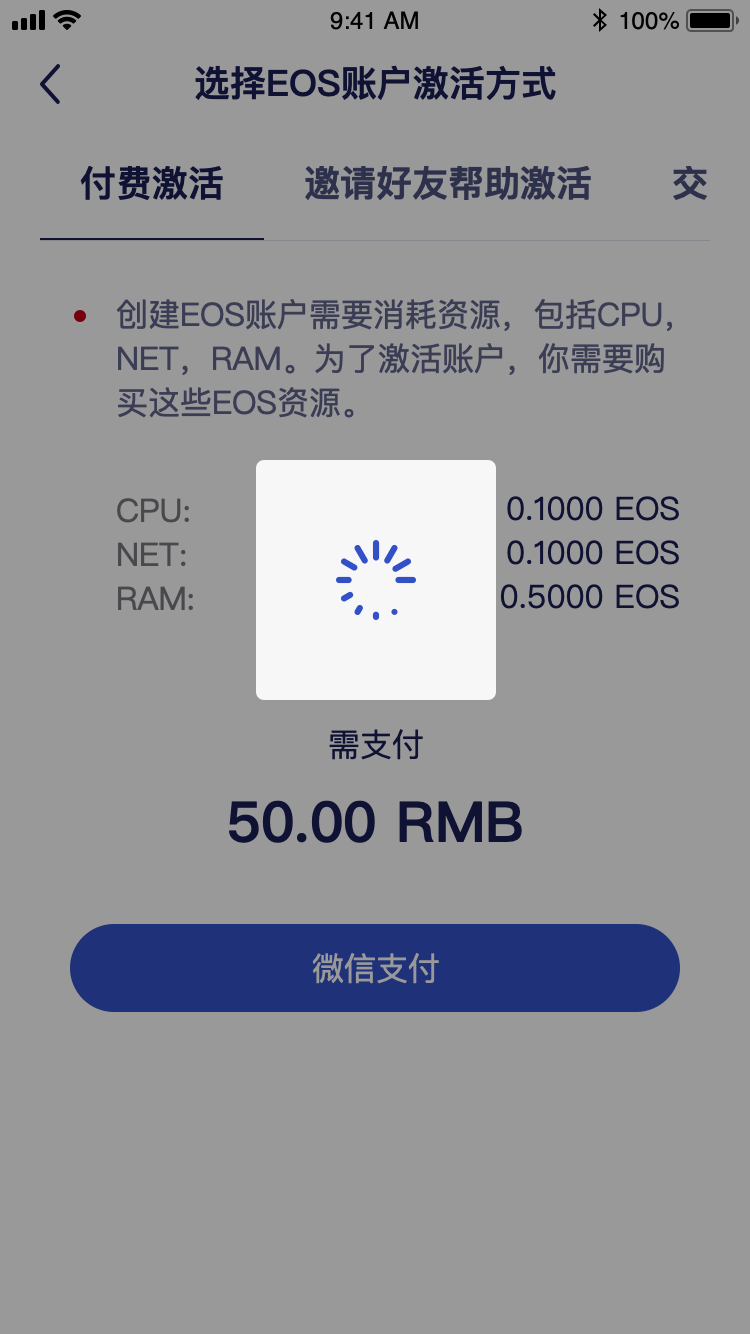 9:41 AM 100%
选择EOS账户激活方式
付费激活 邀请好友帮助激活 交
创建EOS账户需要消耗资源，包括CPU，
NET，RAM。为了激活账户，你需要购
买这些EOS资源。
CPU: 0.1000 EOS
NET: 0.1000 EOS
RAM: 0.5000 EOS
需支付
50.00 RMB
微信支付